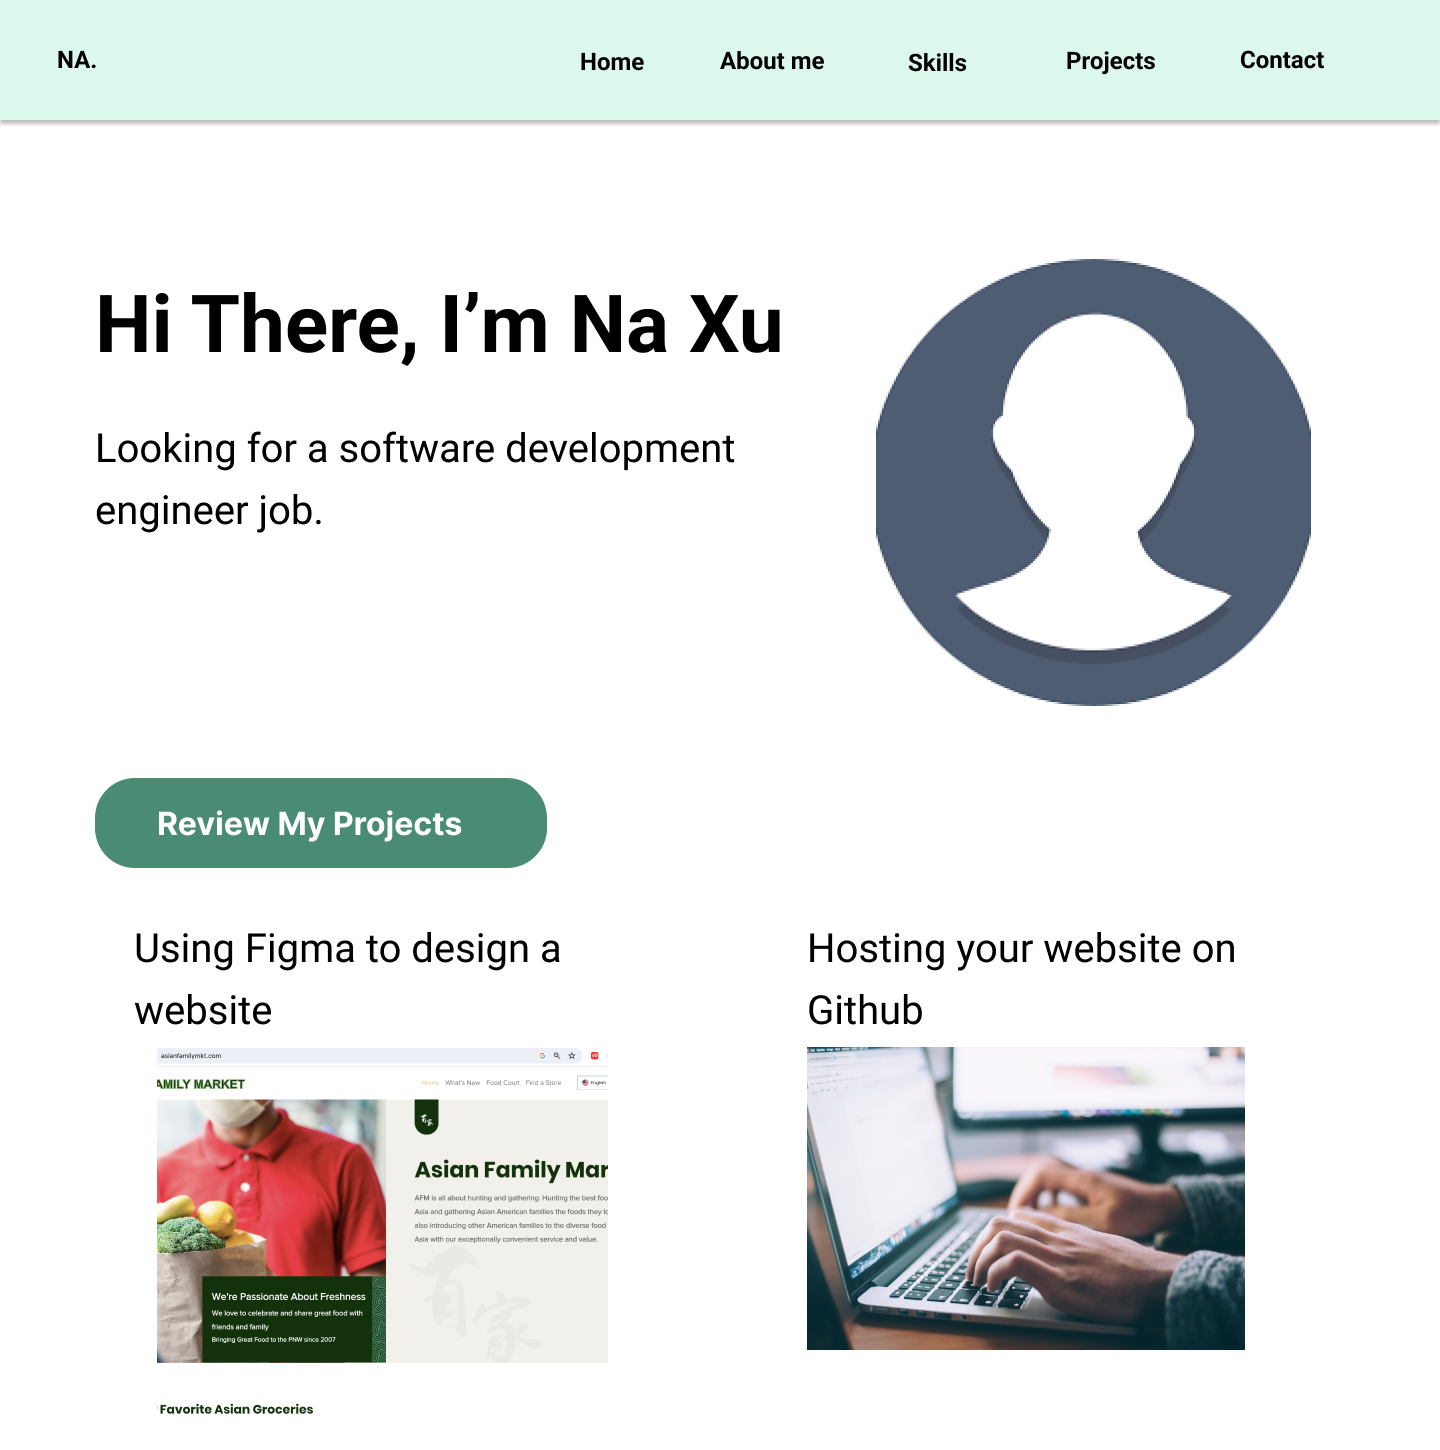 NA.
Home About me Skills Projects Contact
Hi There, I’m Na Xu
Looking for a software development
engineer job.
Review My Projects
Using Figma to design a
website
Hosting your website on
Github
asianfamilymkt.com
AMILY MARKET
Home What's New Food Court Find a Store English
百家
Asian Family Mar
AFM is all about hunting and gathering: Hunting the best foo
Asia and gathering Asian American families the foods they lo
also introducing other American families to the diverse food
Asia with our exceptionally convenient service and value.
百家
We're Passionate About Freshness
We love to celebrate and share great food with
friends and family
Bringing Great Food to the PNW since 2007
Favorite Asian Groceries